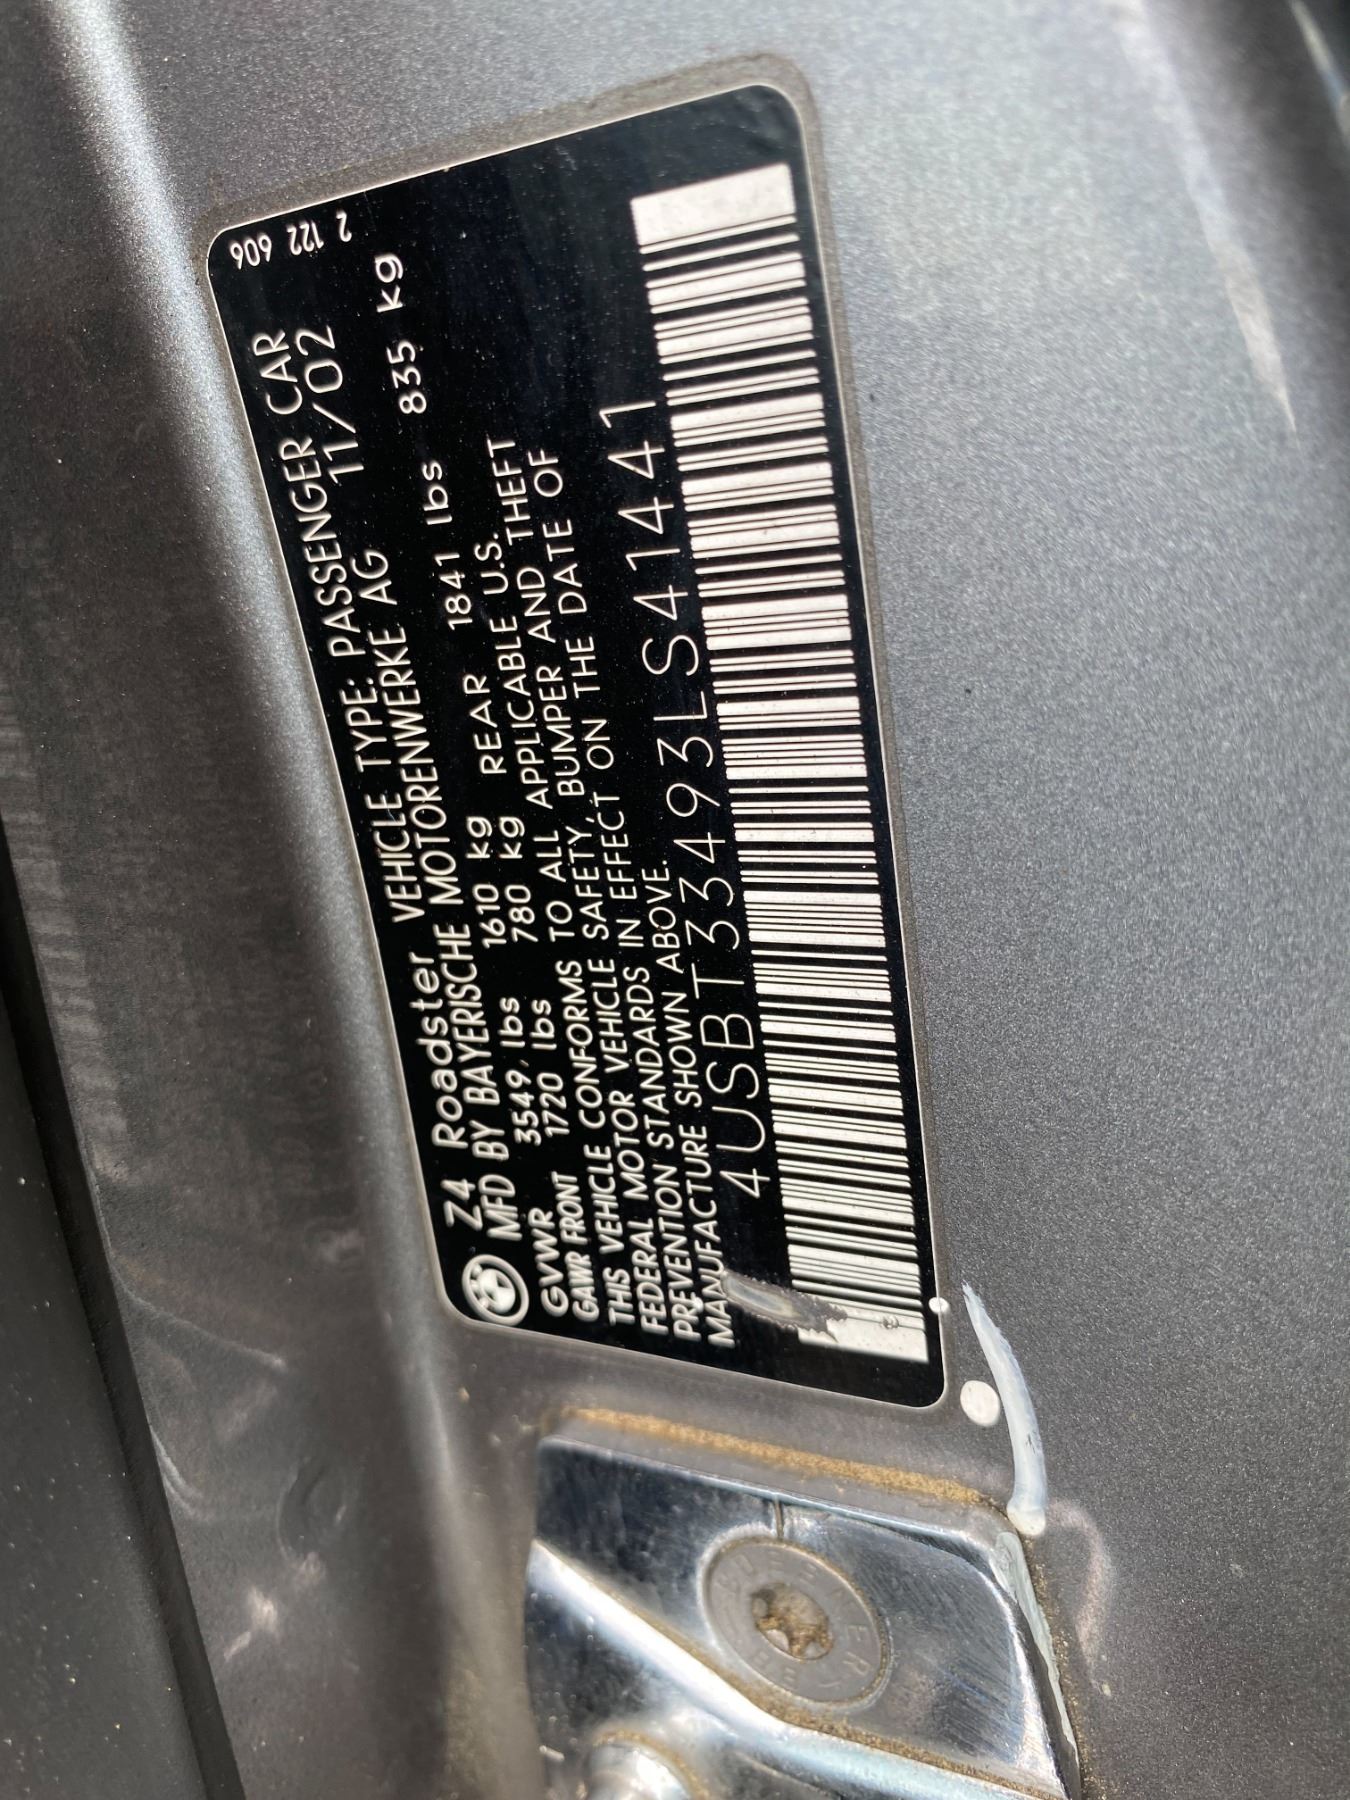 2 122 606
Z4 Roadster VEHICLE TYPE: PASSENGER CAR
MFD BY BAYERISCHE MOTORENWERKE AG 11/02
GVWR 3549 lbs 1610 kg REAR 1841 lbs 835 kg
GAWR FRONT 1720 lbs 780 kg
THIS VEHICLE CONFORMS TO ALL APPLICABLE U.S.
FEDERAL MOTOR VEHICLE SAFETY, BUMPER AND THEFT
PREVENTION STANDARDS IN EFFECT ON THE DATE OF
MANUFACTURE SHOWN ABOVE.
4USBT33493LS41441